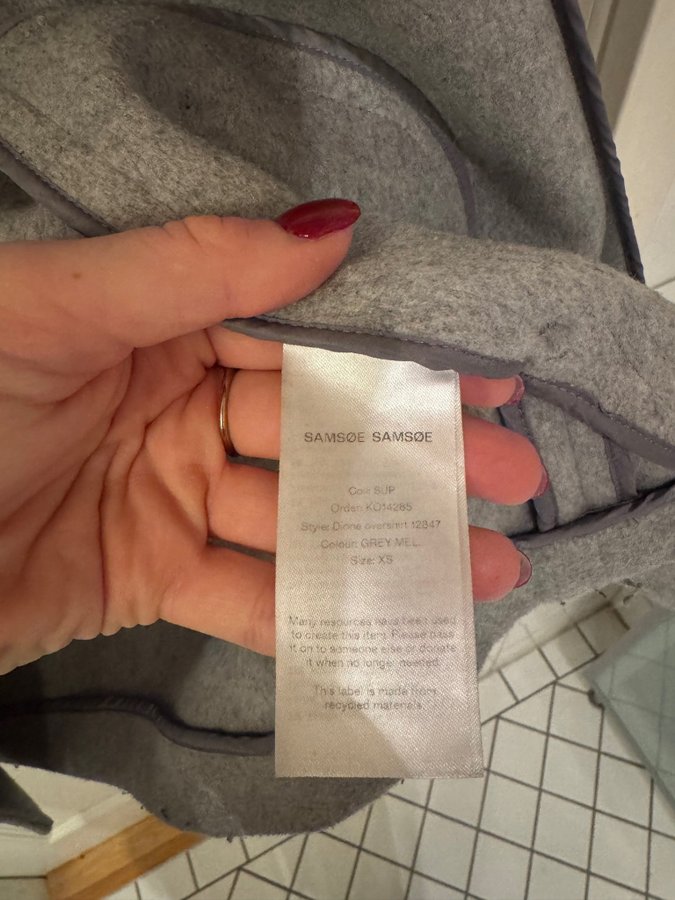 SAMSØE SAMSØE
Coll: SUP
Order: KO14285
Style: Dinne overshirt 12847
Colour: GREY MEL.
Size: XS
Many resources have been used
to create this item. Please pass
it on to someone else or donate
it when no longer needed.
This label is made from
recycled materials